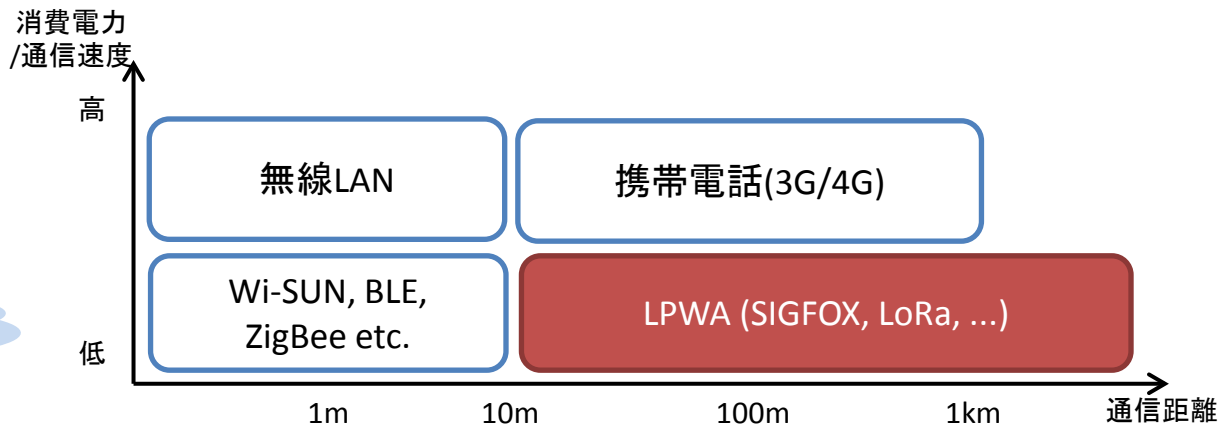 消費電力
/通信速度
高
無線LAN
携帯電話(3G/4G)
Wi-SUN, BLE,
ZigBee etc.
LPWA (SIGFOX, LoRa, ...)
低
1m
10m
100m
1km
通信距離